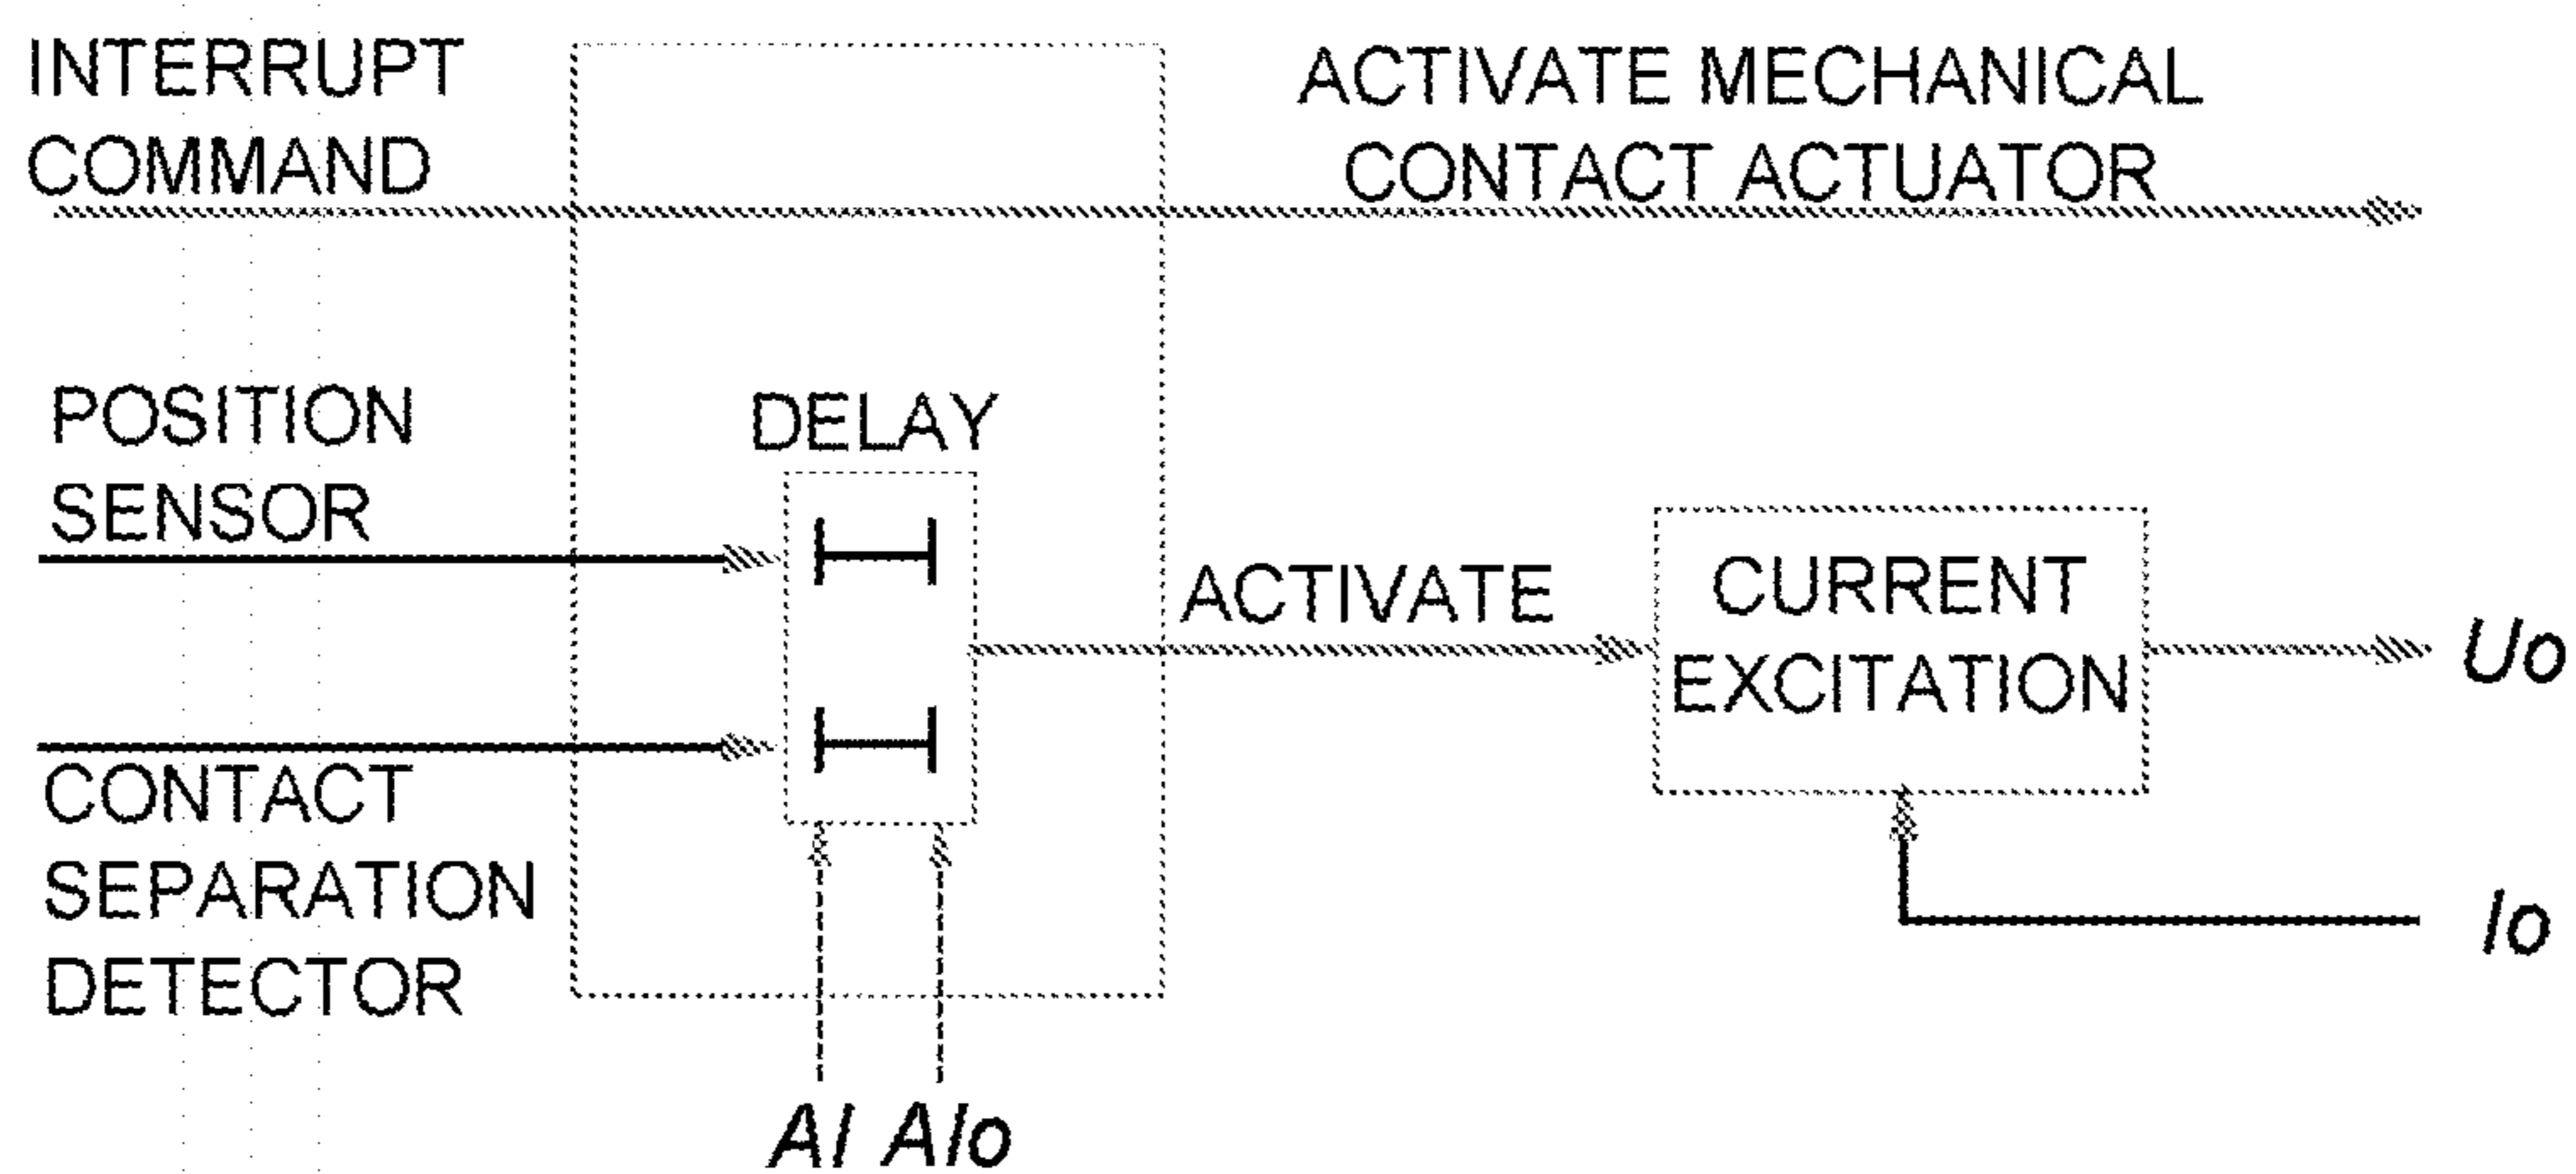 INTERRUPT
COMMAND
ACTIVATE MECHANICAL
CONTACT ACTUATOR
POSITION
SENSOR
DELAY
ACTIVATE
CURRENT
EXCITATION
Uo
CONTACT
SEPARATION
DETECTOR
Io
AI AIo